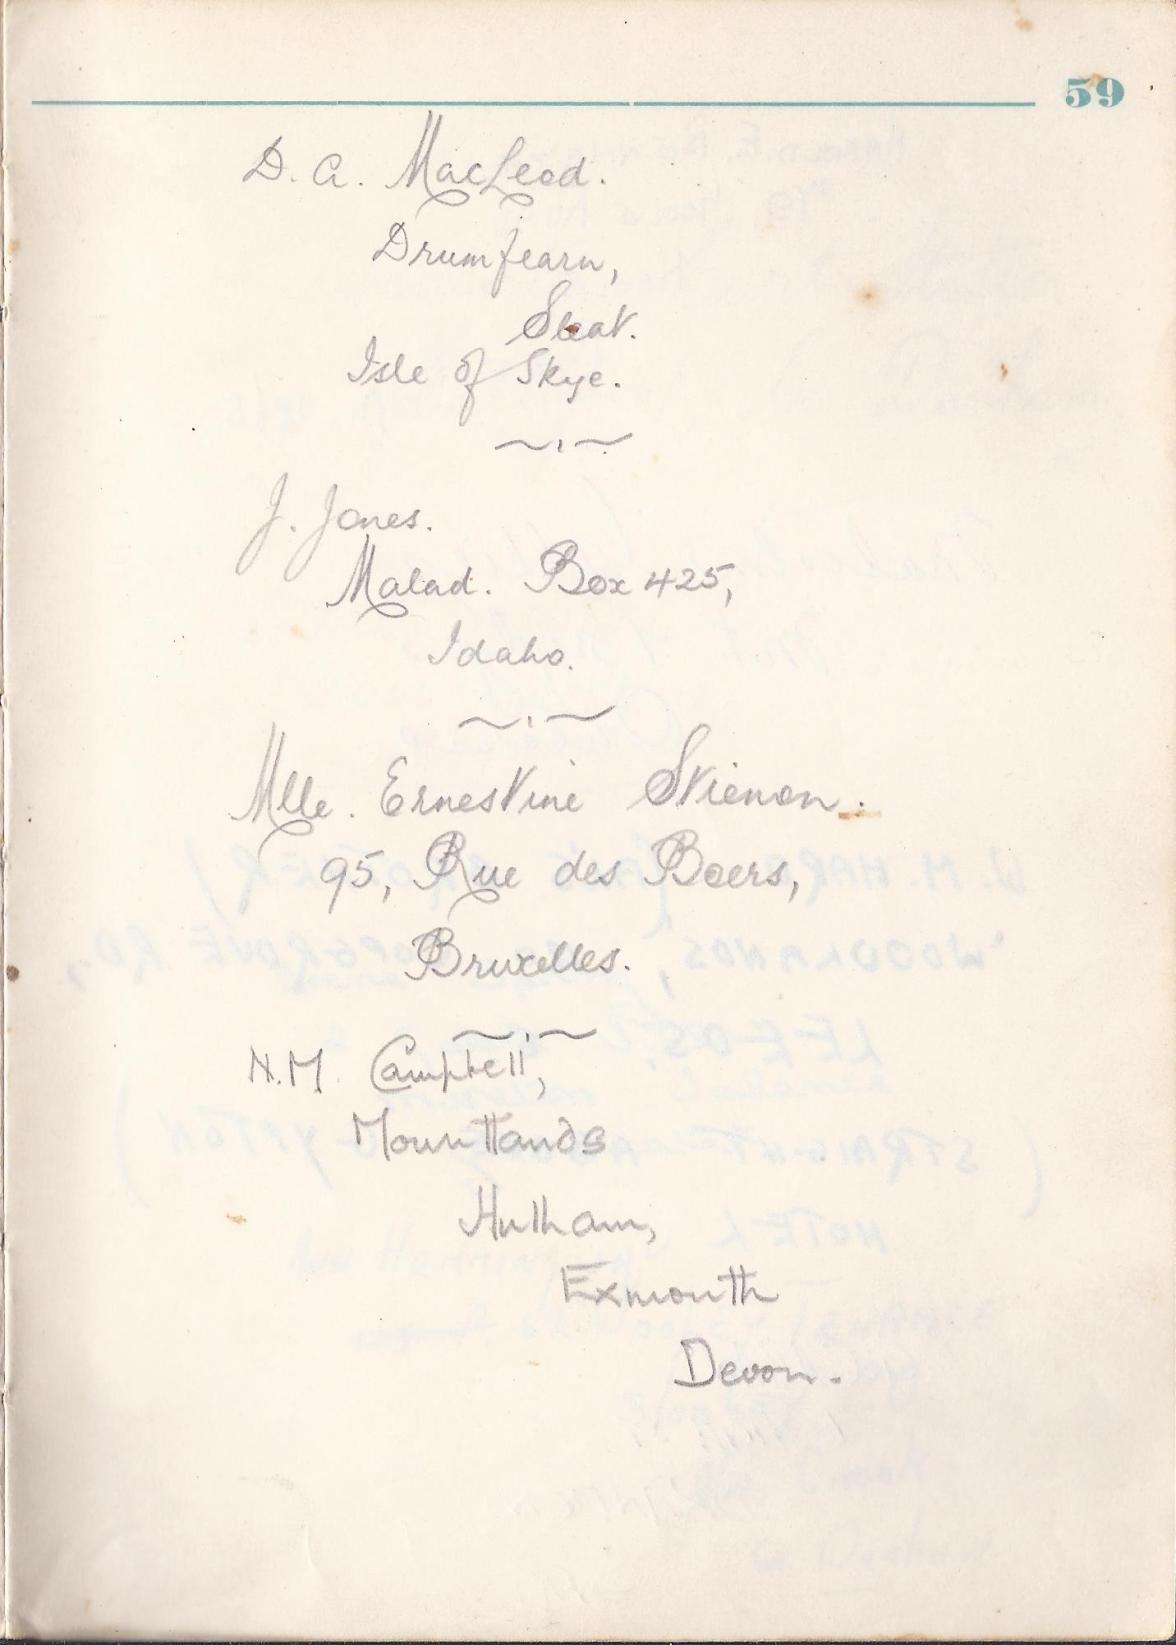 59
D. A. MacLeod.
Drumfearn,
Sleat.
Isle of Skye.
J. Jones.
Malad. Box 425,
Idaho.
Mlle. Ernestine Stienon.
95, Rue des Boers,
Bruxelles.
N.M. Campbell,
Mountlands
Hulham,
Exmouth
Devon.